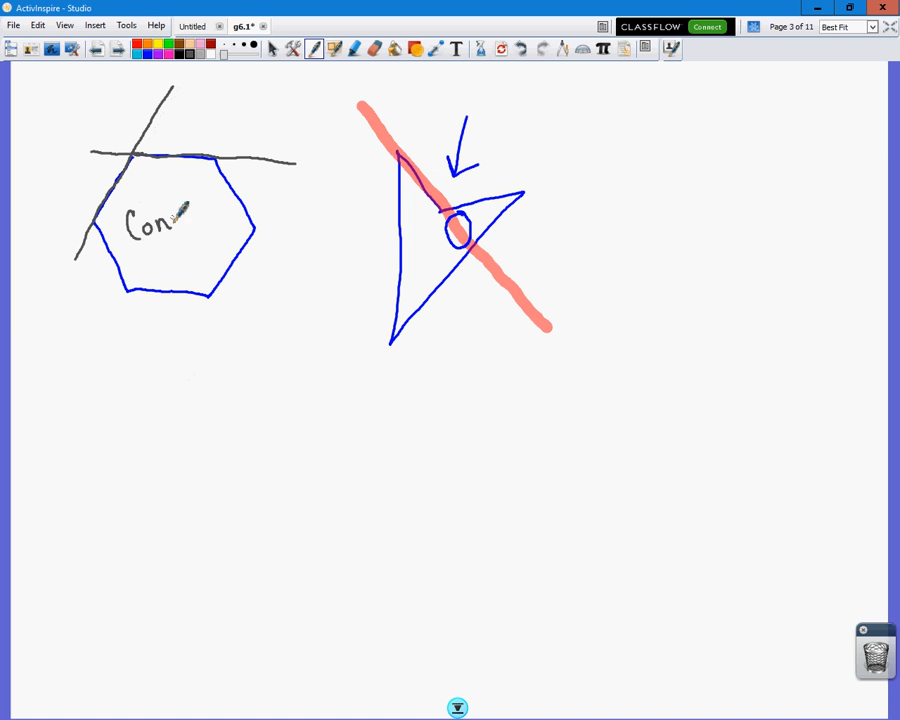 ActivInspire - Studio
File Edit View Insert Tools Help Untitled g6.1* CLASSFLOW Connect Page 3 of 11 Best Fit
Con